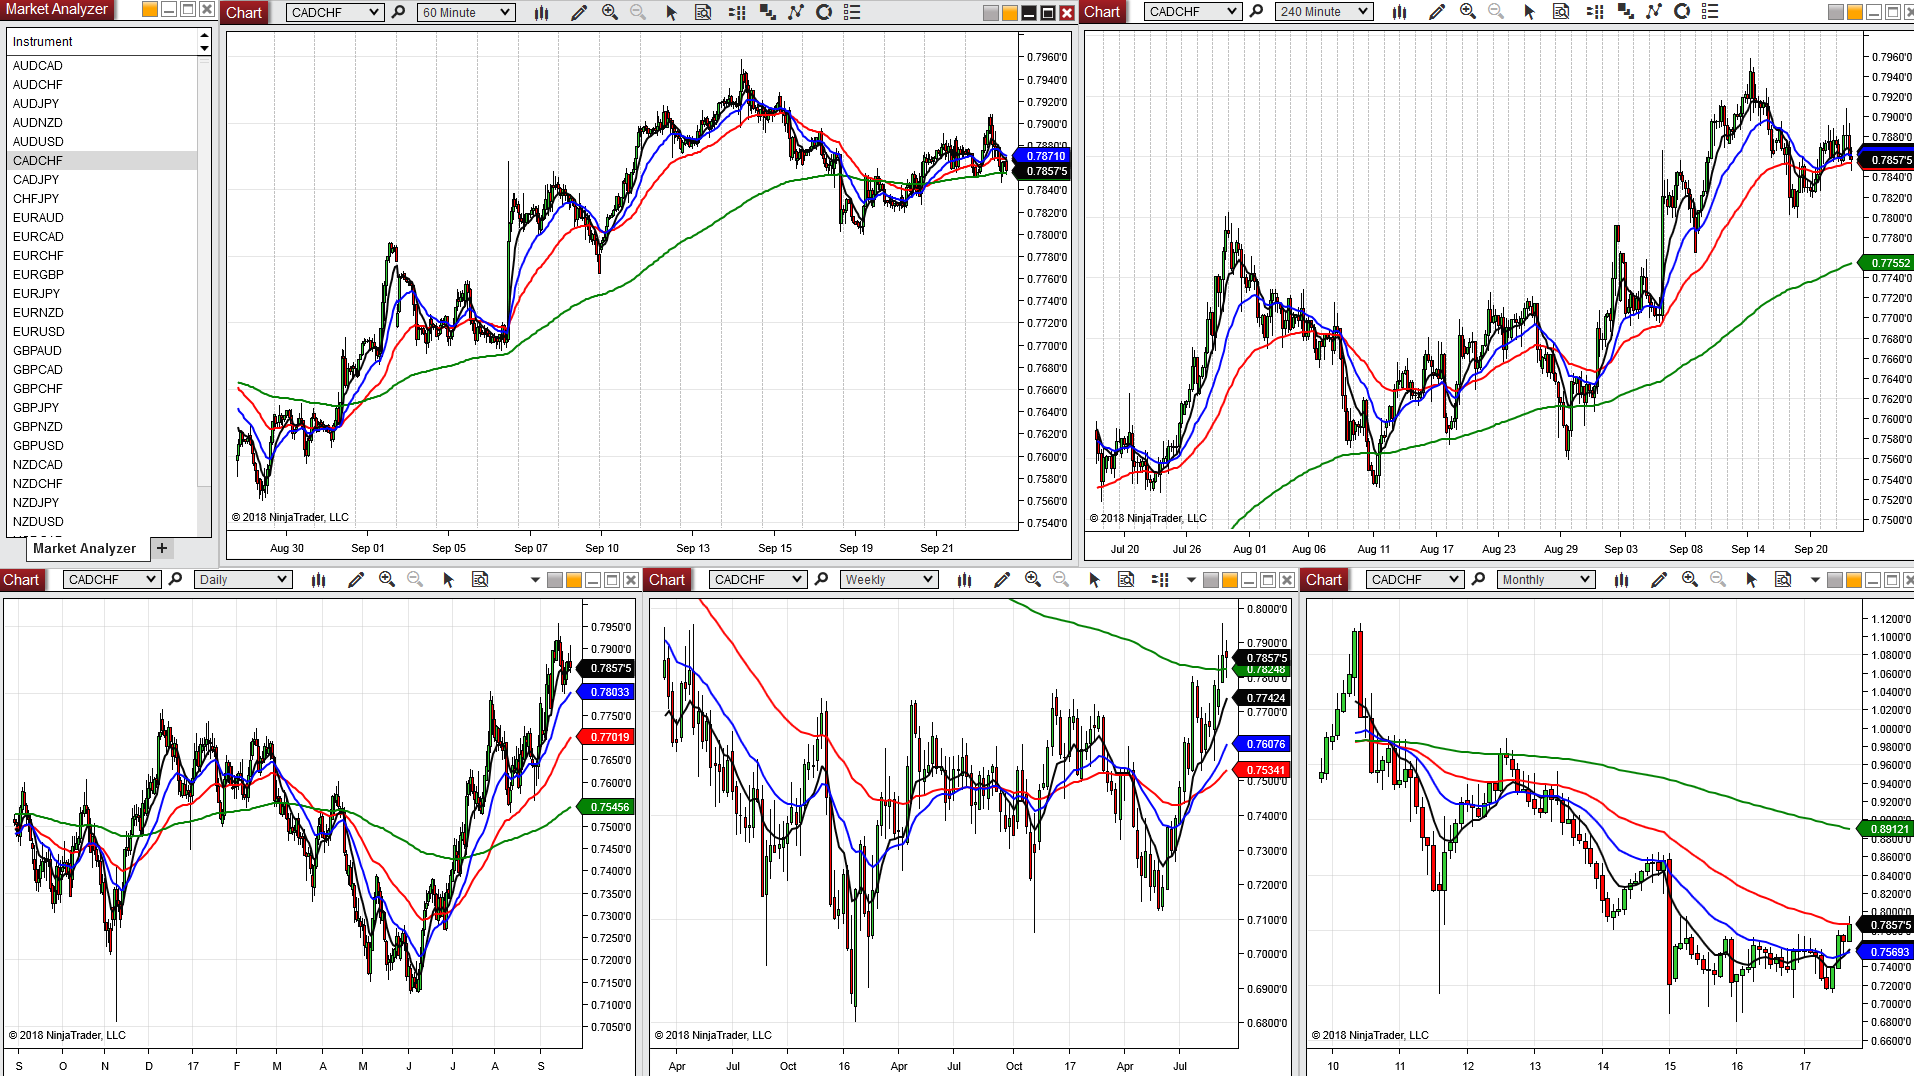 Market Analyzer
Instrument
AUDCAD
AUDCHF
AUDJPY
AUDNZD
AUDUSD
CADCHF
CADJPY
CHFJPY
EURAUD
EURCAD
EURCHF
EURGBP
EURJPY
EURNZD
EURUSD
GBPAUD
GBPCAD
GBPCHF
GBPJPY
GBPNZD
GBPUSD
NZDCAD
NZDCHF
NZDJPY
NZDUSD
Market Analyzer +
Chart CADCHF 60 Minute
0.7960'0
0.7940'0
0.7920'0
0.7900'0
0.7880'0
0.78710
0.7857'5
0.7840'0
0.7820'0
0.7800'0
0.7780'0
0.7760'0
0.7740'0
0.7720'0
0.7700'0
0.7680'0
0.7660'0
0.7640'0
0.7620'0
0.7600'0
0.7580'0
0.7560'0
0.7540'0
© 2018 NinjaTrader, LLC
Aug 30 Sep 01 Sep 05 Sep 07 Sep 10 Sep 13 Sep 15 Sep 19 Sep 21
Chart CADCHF 240 Minute
0.7960'0
0.7940'0
0.7920'0
0.7900'0
0.7880'0
0.7857'5
0.7840'0
0.7820'0
0.7800'0
0.7780'0
0.77552
0.7740'0
0.7720'0
0.7700'0
0.7680'0
0.7660'0
0.7640'0
0.7620'0
0.7600'0
0.7580'0
0.7560'0
0.7540'0
0.7520'0
0.7500'0
© 2018 NinjaTrader, LLC
Jul 20 Jul 26 Aug 01 Aug 06 Aug 11 Aug 17 Aug 23 Aug 29 Sep 03 Sep 08 Sep 14 Sep 20
Chart CADCHF Daily
0.7950'0
0.7900'0
0.7857'5
0.78033
0.7750'0
0.77019
0.7650'0
0.7600'0
0.75456
0.7500'0
0.7450'0
0.7400'0
0.7350'0
0.7300'0
0.7250'0
0.7200'0
0.7150'0
0.7100'0
0.7050'0
© 2018 NinjaTrader, LLC
S O N D 17 F M A M J J A S
Chart CADCHF Weekly
0.8000'0
0.7900'0
0.7857'5
0.78248
0.7800'0
0.77424
0.7700'0
0.76076
0.75341
0.7500'0
0.7400'0
0.7300'0
0.7200'0
0.7100'0
0.7000'0
0.6900'0
0.6800'0
© 2018 NinjaTrader, LLC
Apr Jul Oct 16 Apr Jul Oct 17 Apr Jul
Chart CADCHF Monthly
1.1200'0
1.1000'0
1.0800'0
1.0600'0
1.0400'0
1.0200'0
1.0000'0
0.9800'0
0.9600'0
0.9400'0
0.9200'0
0.9000'0
0.89121
0.8800'0
0.8600'0
0.8400'0
0.8200'0
0.8000'0
0.7857'5
0.75693
0.7400'0
0.7200'0
0.7000'0
0.6800'0
0.6600'0
© 2018 NinjaTrader, LLC
10 11 12 13 14 15 16 17